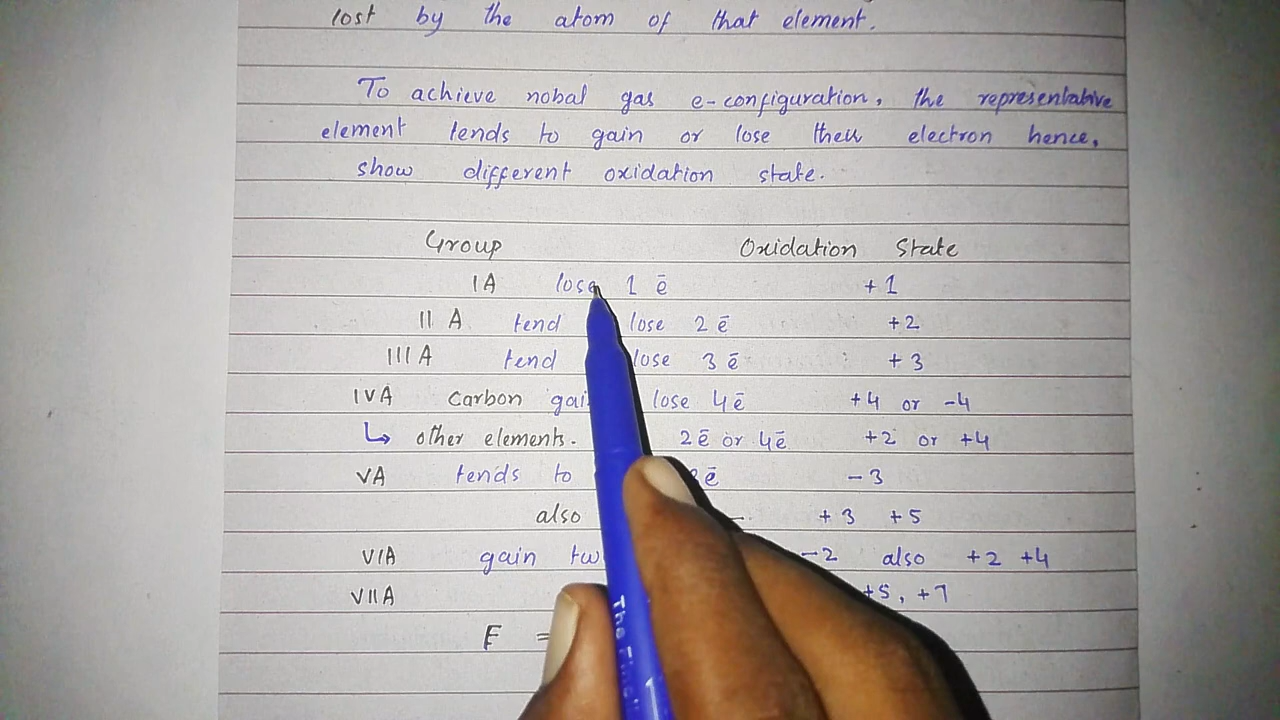 lost by the atom of that element.
To achieve nobal gas e-configuration, the representative
element tends to gain or lose their electron hence,
show different oxidation state.
Group Oxidation State
IA lose 1 ē +1
II A tend lose 2 ē +2
III A tend lose 3 ē +3
IVA Carbon lose 4ē +4 or -4
↳ other elements. 2ē or 4ē +2 or +4
VA tends to -3
also +3 +5
VIA gain -2 also +2 +4
VIIA +5, +7
F =
The